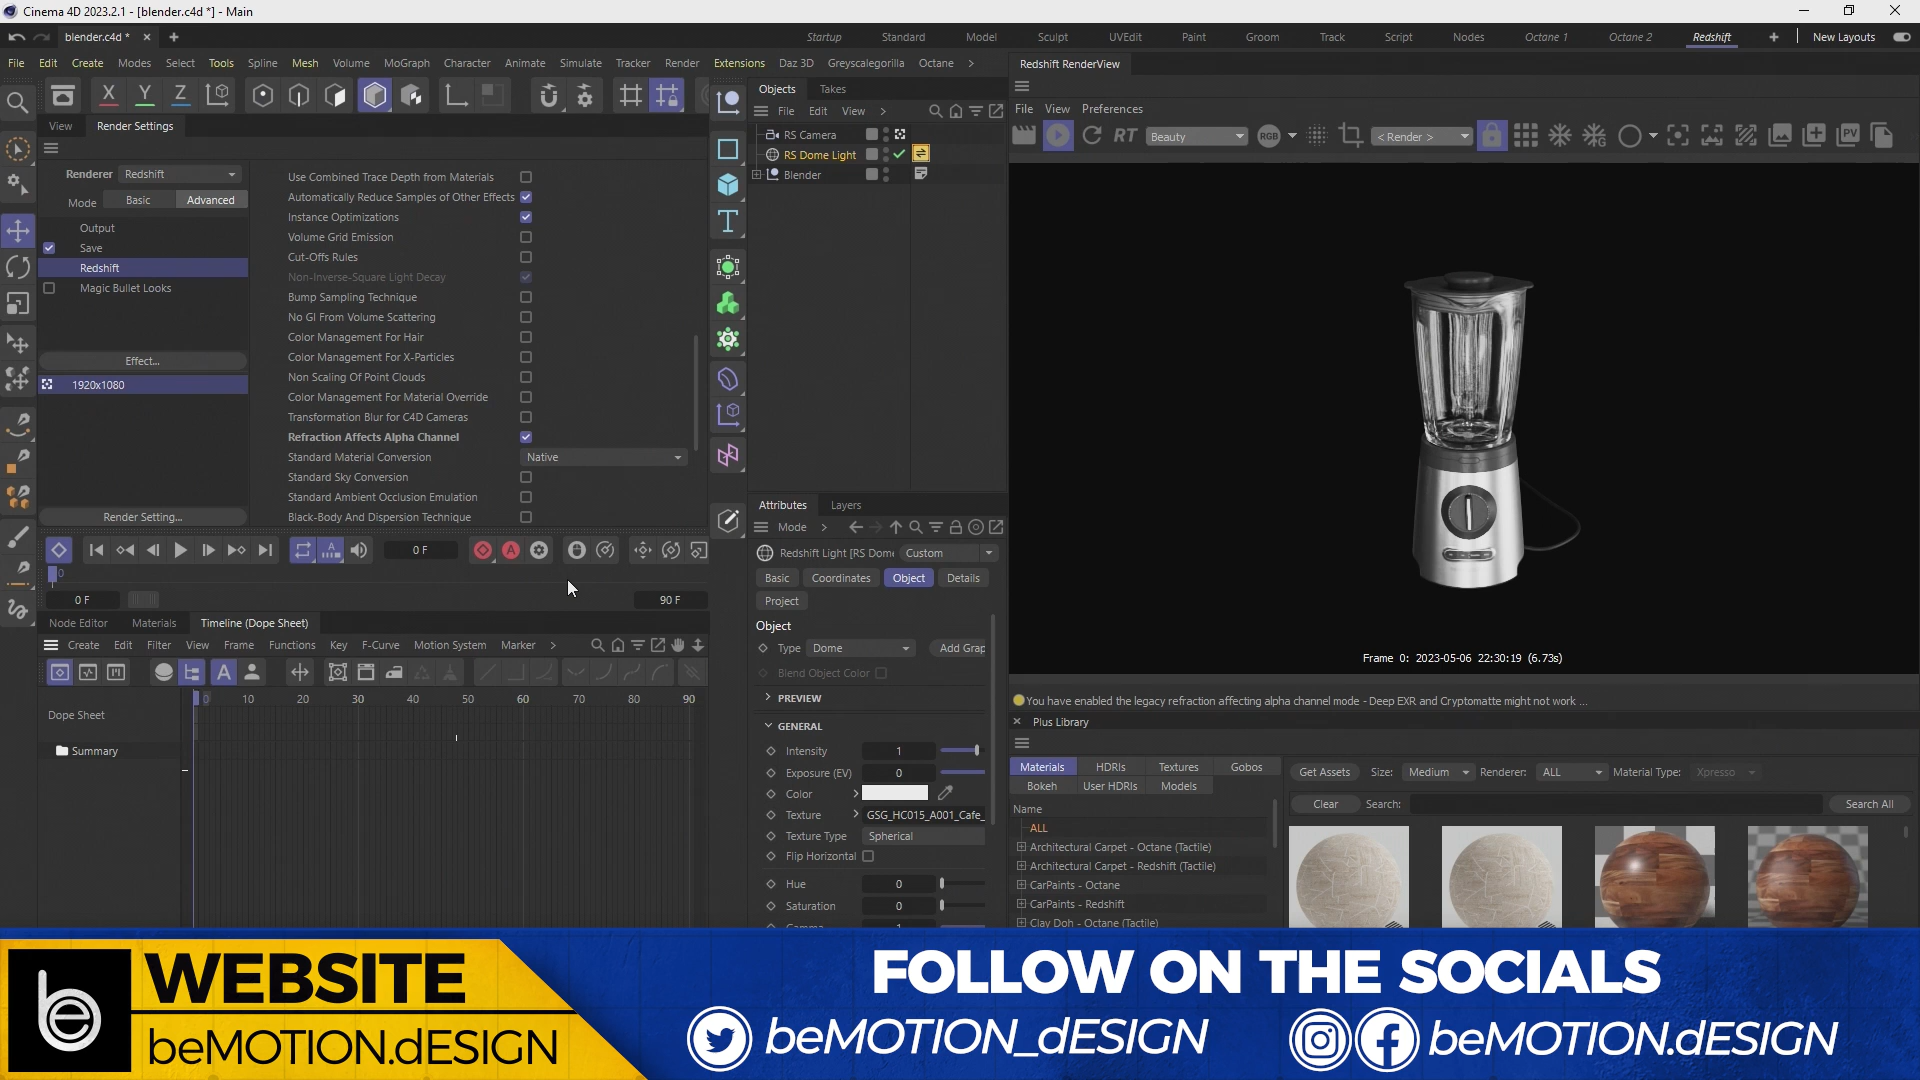 Cinema 4D 2023.2.1 - [blender.c4d *] - Main
blender.c4d *
Startup Standard Model Sculpt UVEdit Paint Groom Track Script Nodes Octane 1 Octane 2 Redshift New Layouts
File Edit Create Modes Select Tools Spline Mesh Volume MoGraph Character Animate Simulate Tracker Render Extensions Daz 3D Greyscalegorilla Octane
Redshift RenderView
X Y Z
Objects Takes
File Edit View
File View Preferences
RT Beauty RGB < Render > PV
View Render Settings
RS Camera
RS Dome Light
Blender
Renderer Redshift
Mode Basic Advanced
Output
Save
Redshift
Magic Bullet Looks
Effect...
1920x1080
Render Setting...
Use Combined Trace Depth from Materials
Automatically Reduce Samples of Other Effects
Instance Optimizations
Volume Grid Emission
Cut-Offs Rules
Non-Inverse-Square Light Decay
Bump Sampling Technique
No GI From Volume Scattering
Color Management For Hair
Color Management For X-Particles
Non Scaling Of Point Clouds
Color Management For Material Override
Transformation Blur for C4D Cameras
Refraction Affects Alpha Channel
Standard Material Conversion Native
Standard Sky Conversion
Standard Ambient Occlusion Emulation
Black-Body And Dispersion Technique
0 F
0
0 F 90 F
Node Editor Materials Timeline (Dope Sheet)
Create Edit Filter View Frame Functions Key F-Curve Motion System Marker
0 10 20 30 40 50 60 70 80 90
Dope Sheet
Summary
Attributes Layers
Mode
Redshift Light [RS Dome Custom
Basic Coordinates Object Details
Project
Object
Type Dome Add Grap
Blend Object Color
PREVIEW
GENERAL
Intensity 1
Exposure (EV) 0
Color
Texture GSG_HC015_A001_Cafe_
Texture Type Spherical
Flip Horizontal
Hue 0
Saturation 0
Frame 0: 2023-05-06 22:30:19 (6.73s)
You have enabled the legacy refraction affecting alpha channel mode - Deep EXR and Cryptomatte might not work ...
Plus Library
Materials HDRIs Textures Gobos
Bokeh User HDRIs Models
Get Assets Size: Medium Renderer: ALL Material Type: Xpresso
Clear Search: Search All
Name
ALL
Architectural Carpet - Octane (Tactile)
Architectural Carpet - Redshift (Tactile)
CarPaints - Octane
CarPaints - Redshift
Clay Doh - Octane (Tactile)
be
WEBSITE
beMOTION.dESIGN
FOLLOW ON THE SOCIALS
beMOTION_dESIGN
beMOTION.dESIGN